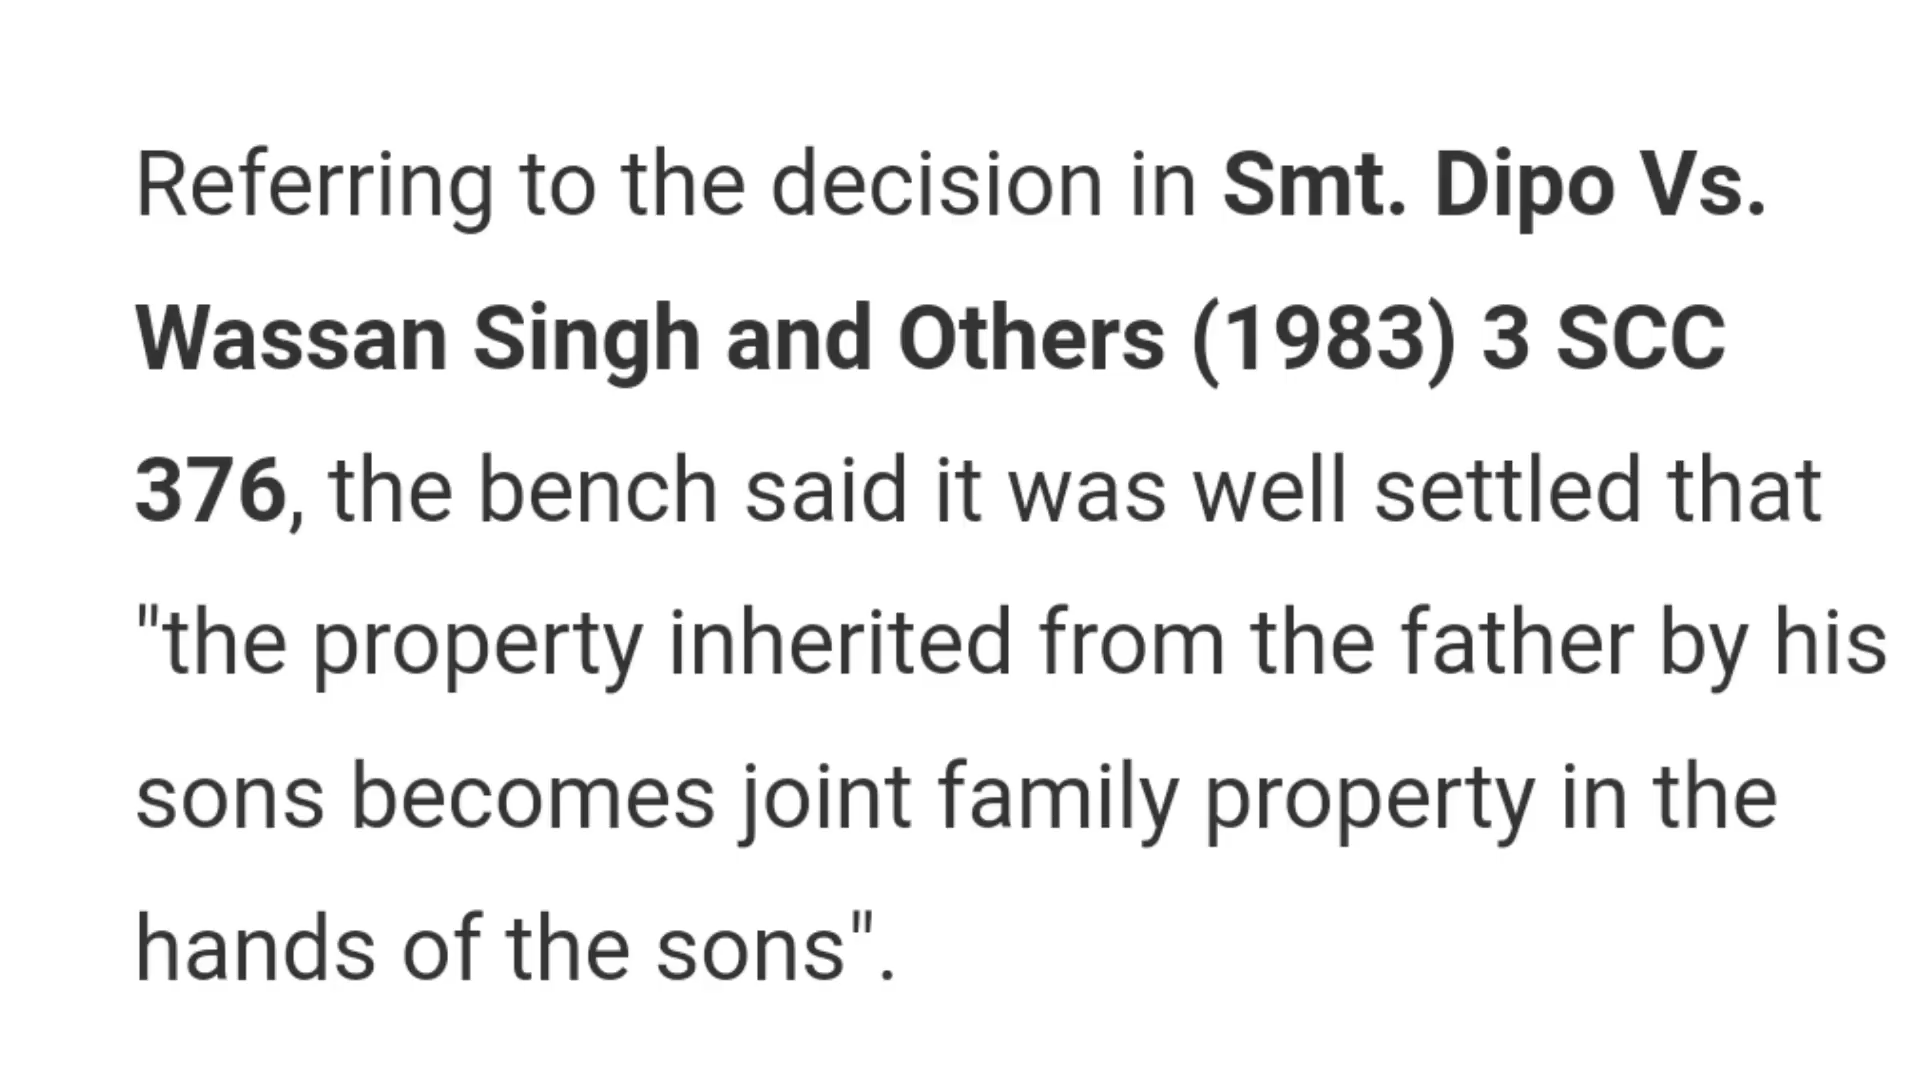 Referring to the decision in Smt. Dipo Vs.
Wassan Singh and Others (1983) 3 SCC
376, the bench said it was well settled that
"the property inherited from the father by his
sons becomes joint family property in the
hands of the sons".